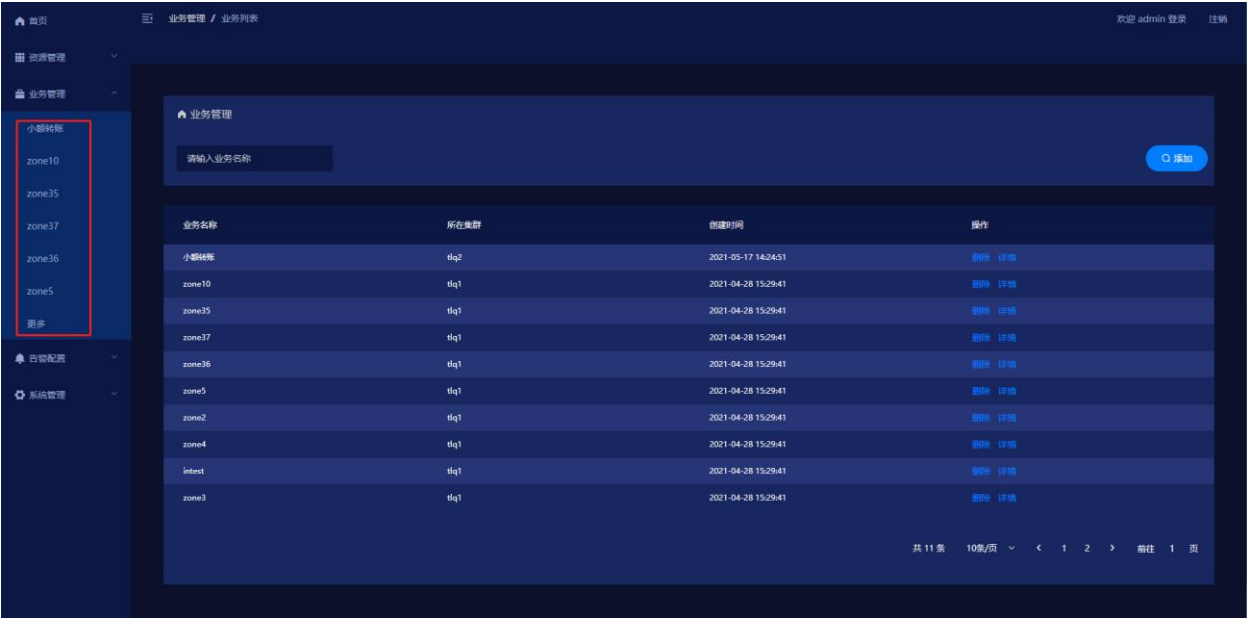 首页
资源管理
业务管理
小额转账
zone10
zone35
zone37
zone36
zone5
更多
告警配置
系统管理
业务管理 / 业务列表
欢迎 admin 登录 注销
业务管理
请输入业务名称
添加
业务名称 所在集群 创建时间 操作
小额转账 tlq2 2021-05-17 14:24:51 删除 详情
zone10 tlq1 2021-04-28 15:29:41 删除 详情
zone35 tlq1 2021-04-28 15:29:41 删除 详情
zone37 tlq1 2021-04-28 15:29:41 删除 详情
zone36 tlq1 2021-04-28 15:29:41 删除 详情
zone5 tlq1 2021-04-28 15:29:41 删除 详情
zone2 tlq1 2021-04-28 15:29:41 删除 详情
zone4 tlq1 2021-04-28 15:29:41 删除 详情
intest tlq1 2021-04-28 15:29:41 删除 详情
zone3 tlq1 2021-04-28 15:29:41 删除 详情
共 11 条 10条/页 1 2 前往 1 页